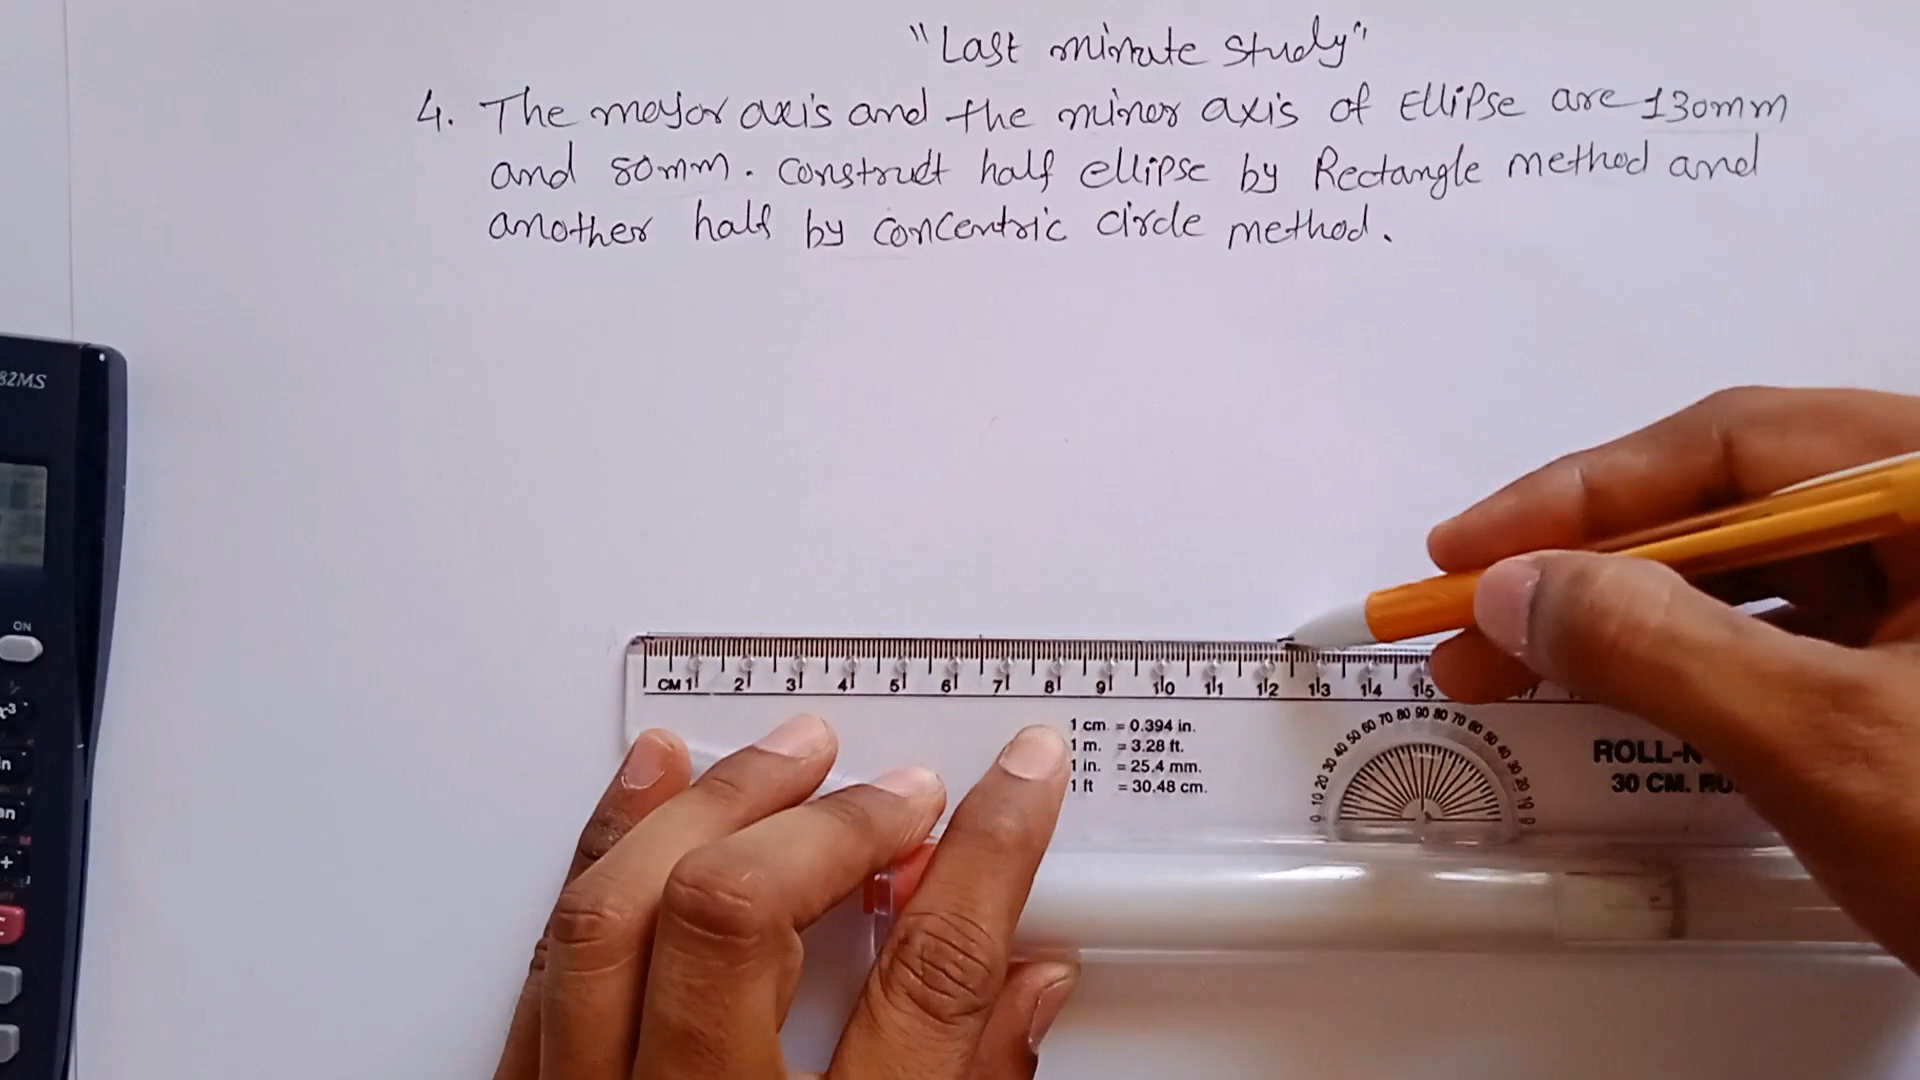 "Last minute study"
4. The mayor axis and the minor axis of Ellipse are 130mm
and 80mm. Construct half ellipse by Rectangle method and
another half by concentric circle method.
82MS
ON
CM 1 2 3 4 5 6 7 8 9 10 11 12 13 14 15
1 cm. = 0.394 in.
1 m. = 3.28 ft.
1 in. = 25.4 mm.
1 ft = 30.48 cm.
0 10 20 30 40 50 60 70 80 90 80 70 60 50 40 30 20 10 0
ROLL-N
30 CM. RU